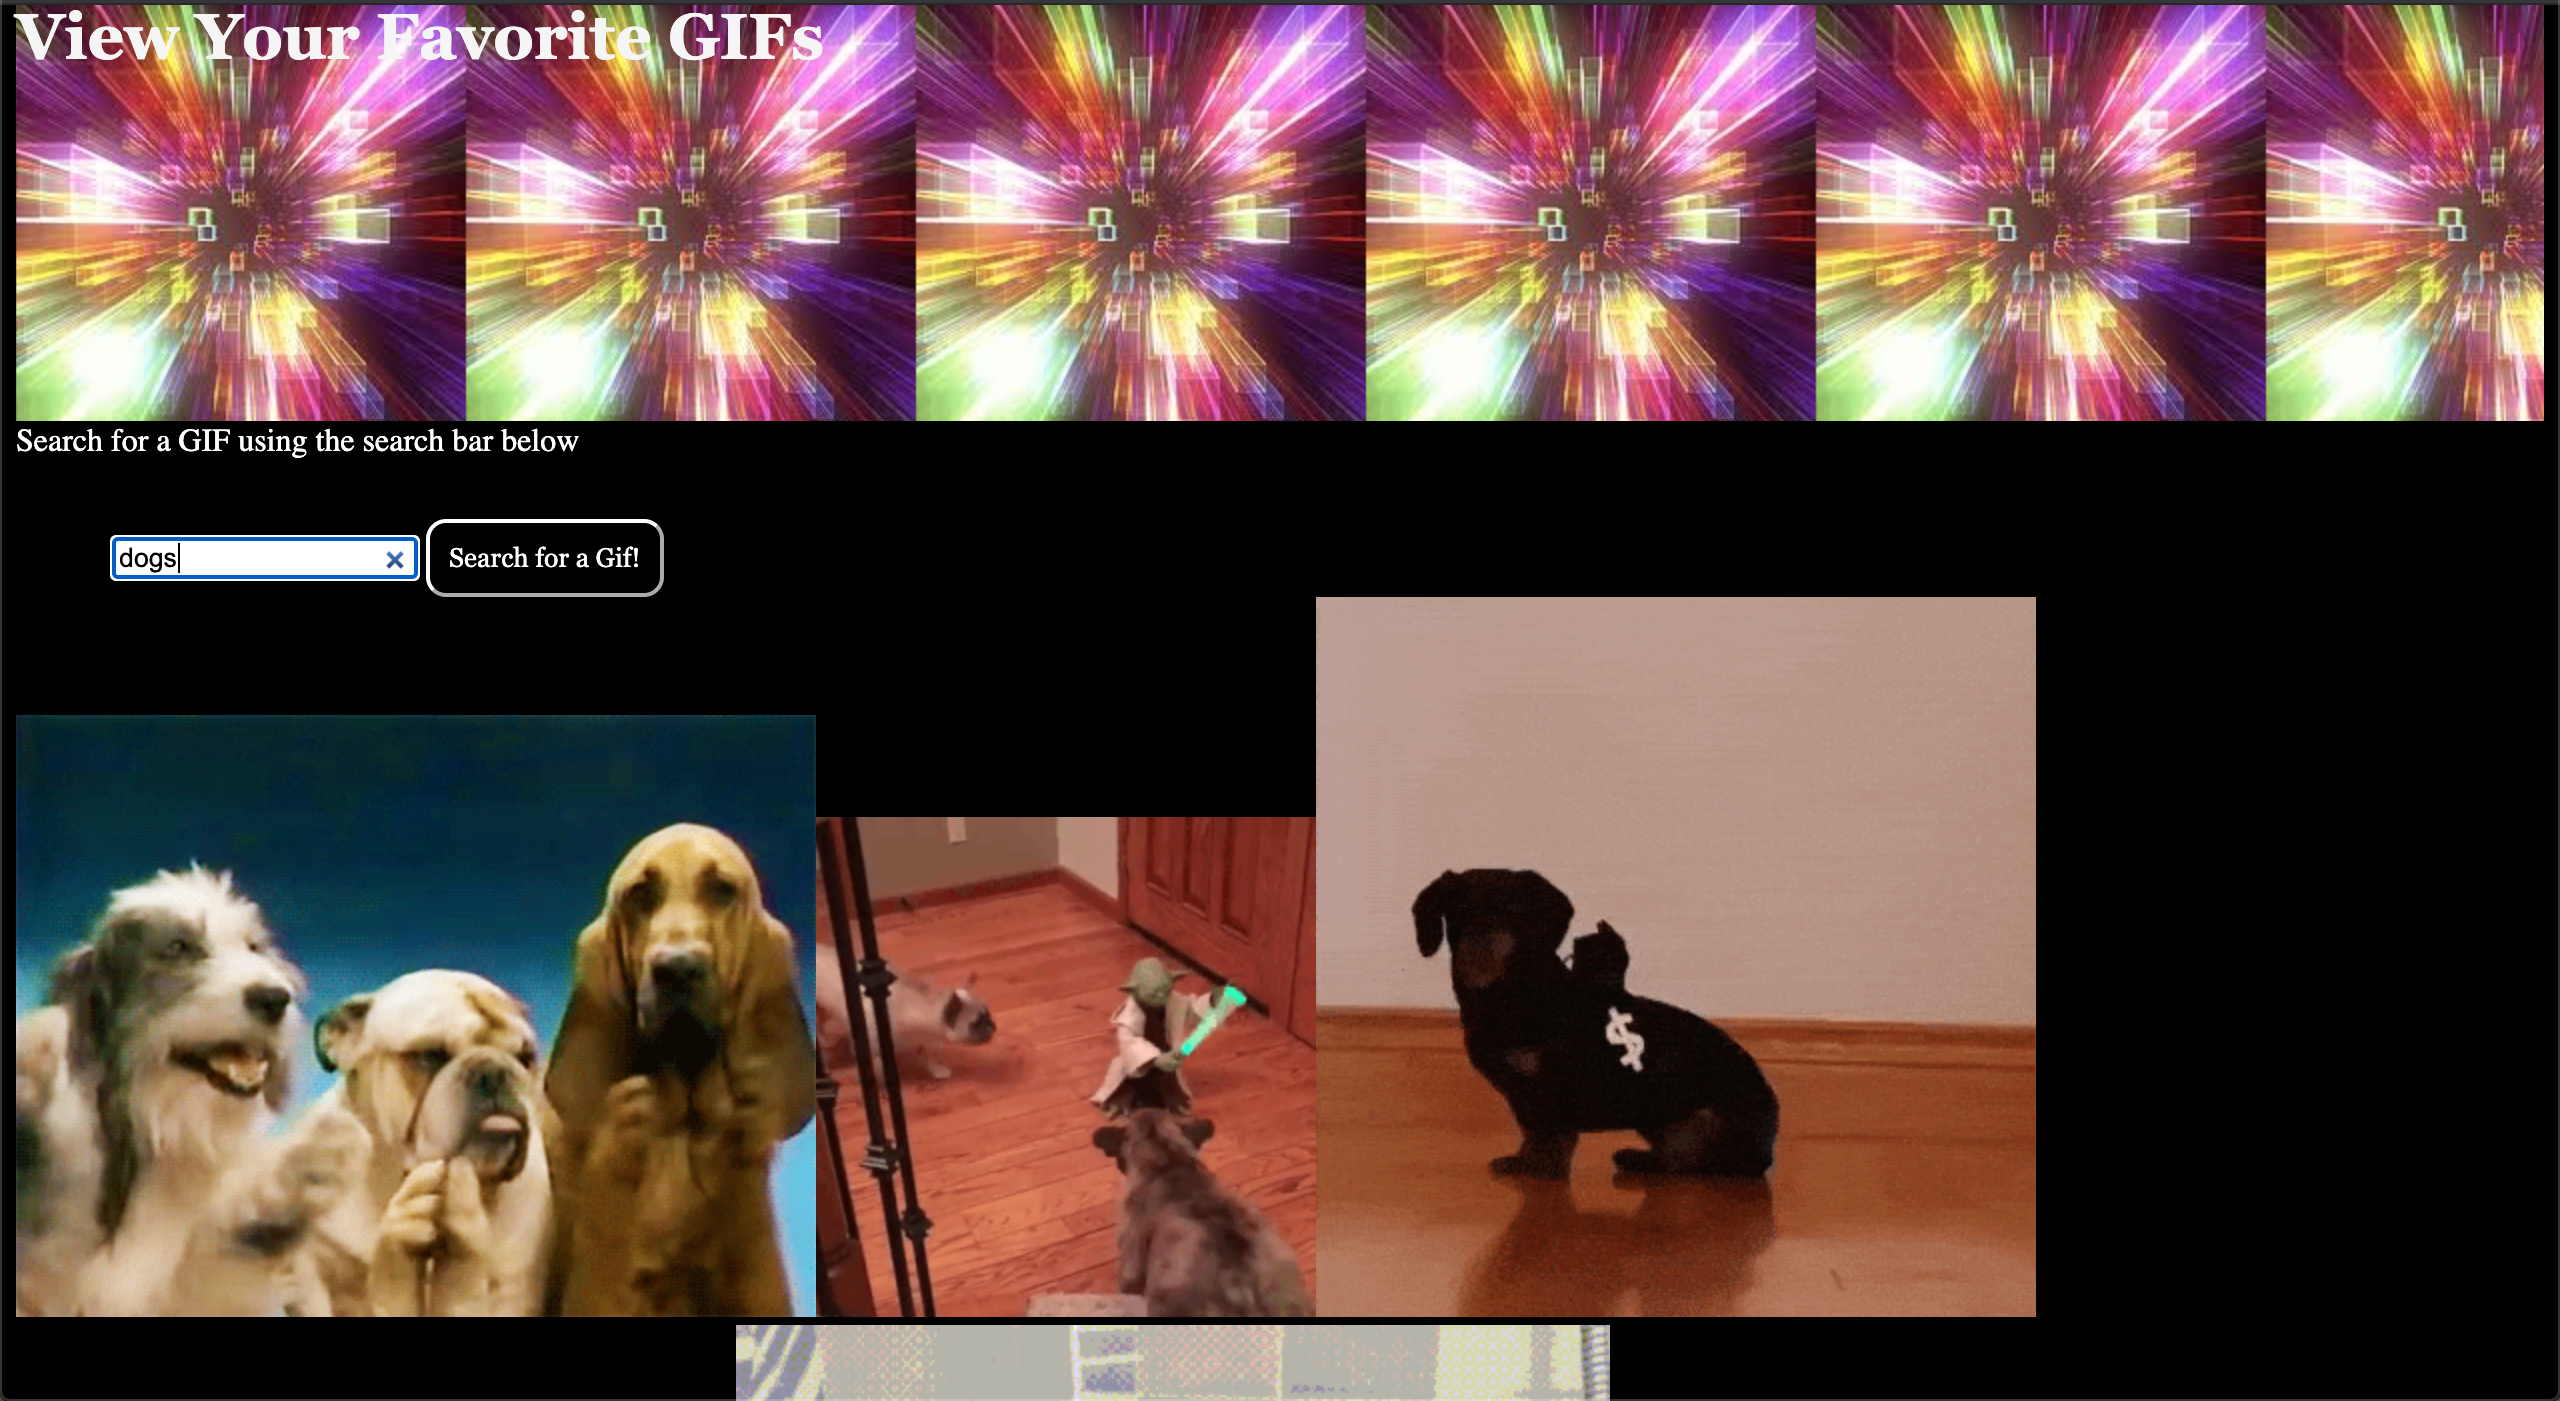 View Your Favorite GIFs
Search for a GIF using the search bar below
dogs
Search for a Gif!
$